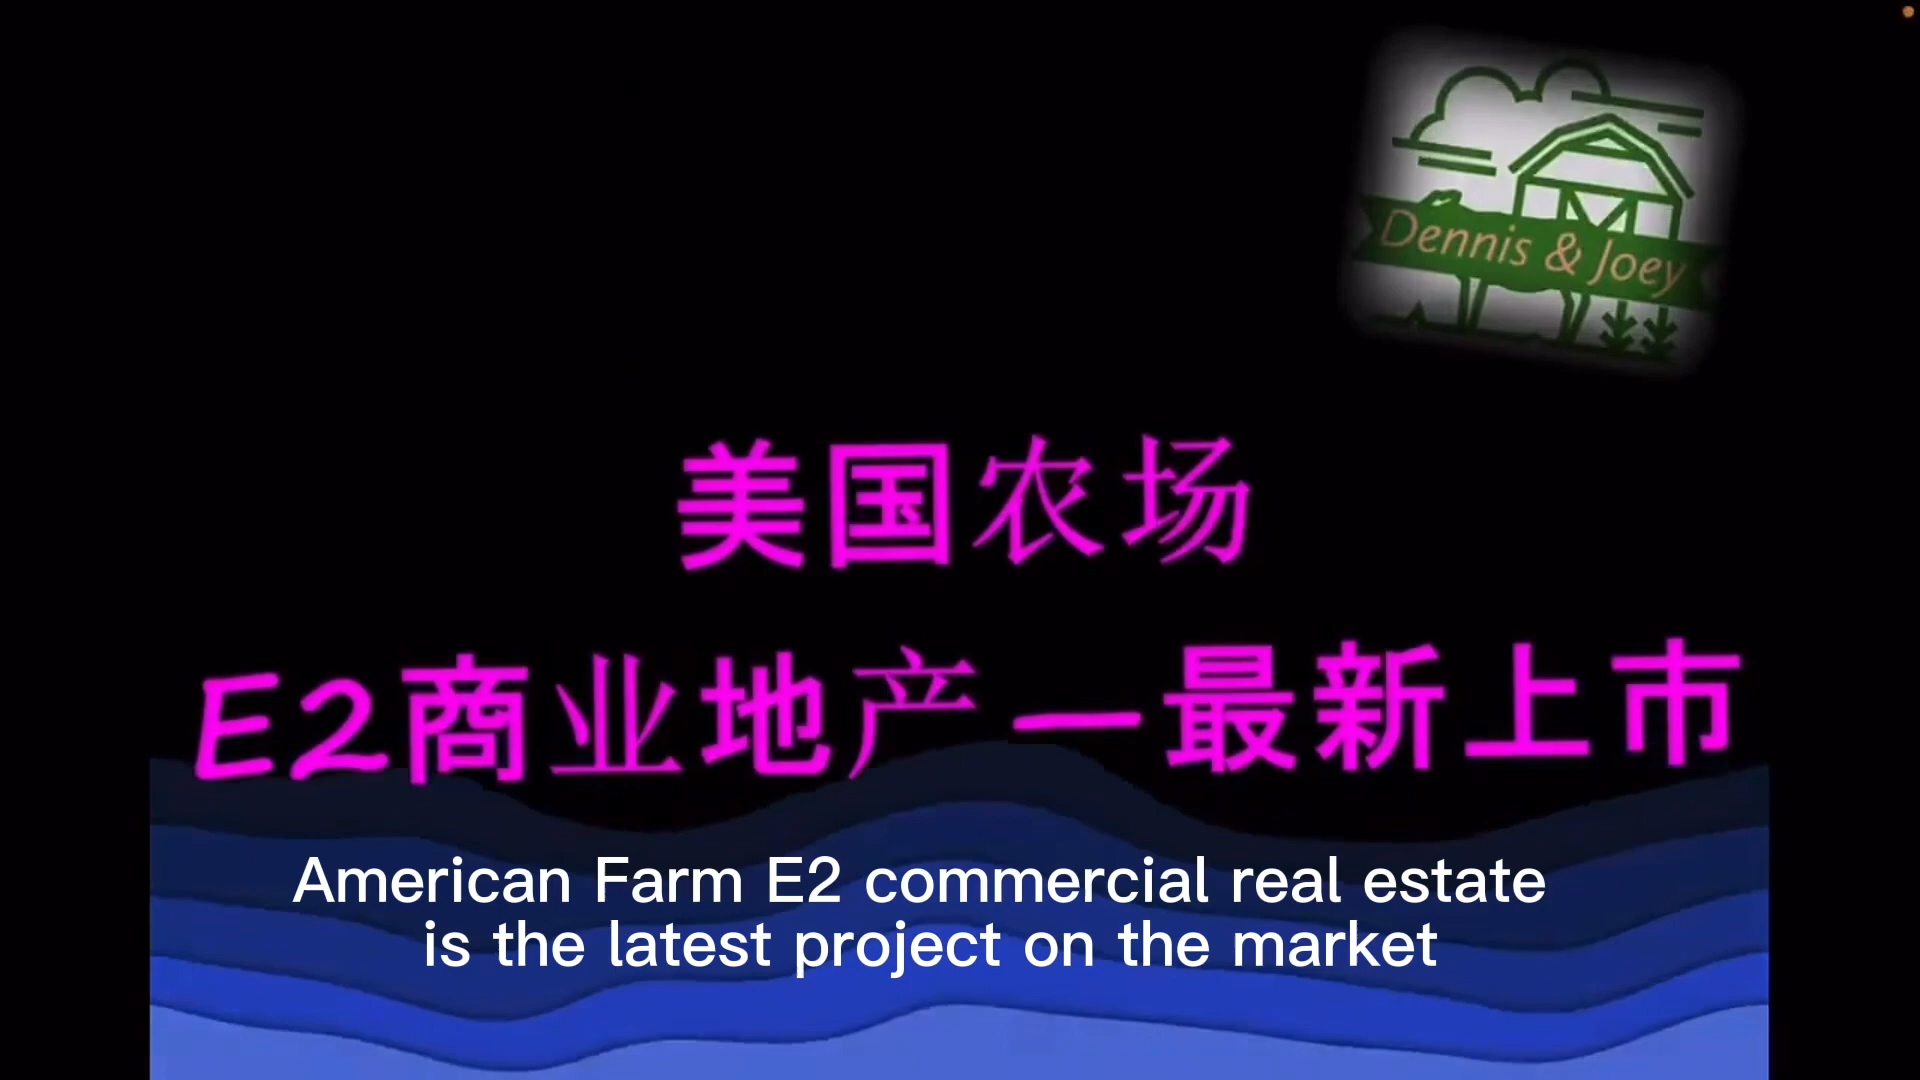 Dennis & Joey
美国农场
E2商业地产—最新上市
American Farm E2 commercial real estate
is the latest project on the market